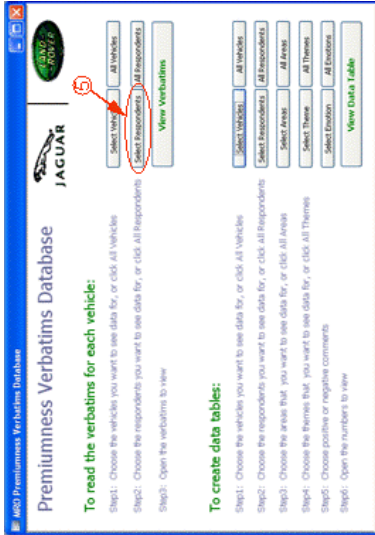 MRO Premiumness Verbatims Database
Premiumness Verbatims Database
JAGUAR
LAND ROVER
To read the verbatims for each vehicle:
5
Step1: Choose the vehicles you want to see data for, or click All Vehicles
Select Vehicles All Vehicles
Step2: Choose the respondents you want to see data for, or click All Respondents
Select Respondents All Respondents
Step3: Open the verbatims to view
View Verbatims
To create data tables:
Step1: Choose the vehicles you want to see data for, or click All Vehicles
Select Vehicles All Vehicles
Step2: Choose the respondents you want to see data for, or click All Respondents
Select Respondents All Respondents
Step3: Choose the areas that you want to see data for, or click All Areas
Select Areas All Areas
Step4: Choose the themes that you want to see data for, or click All Themes
Select Theme All Themes
Step5: Choose positive or negative comments
Select Emotion All Emotions
Step6: Open the numbers to view
View Data Table